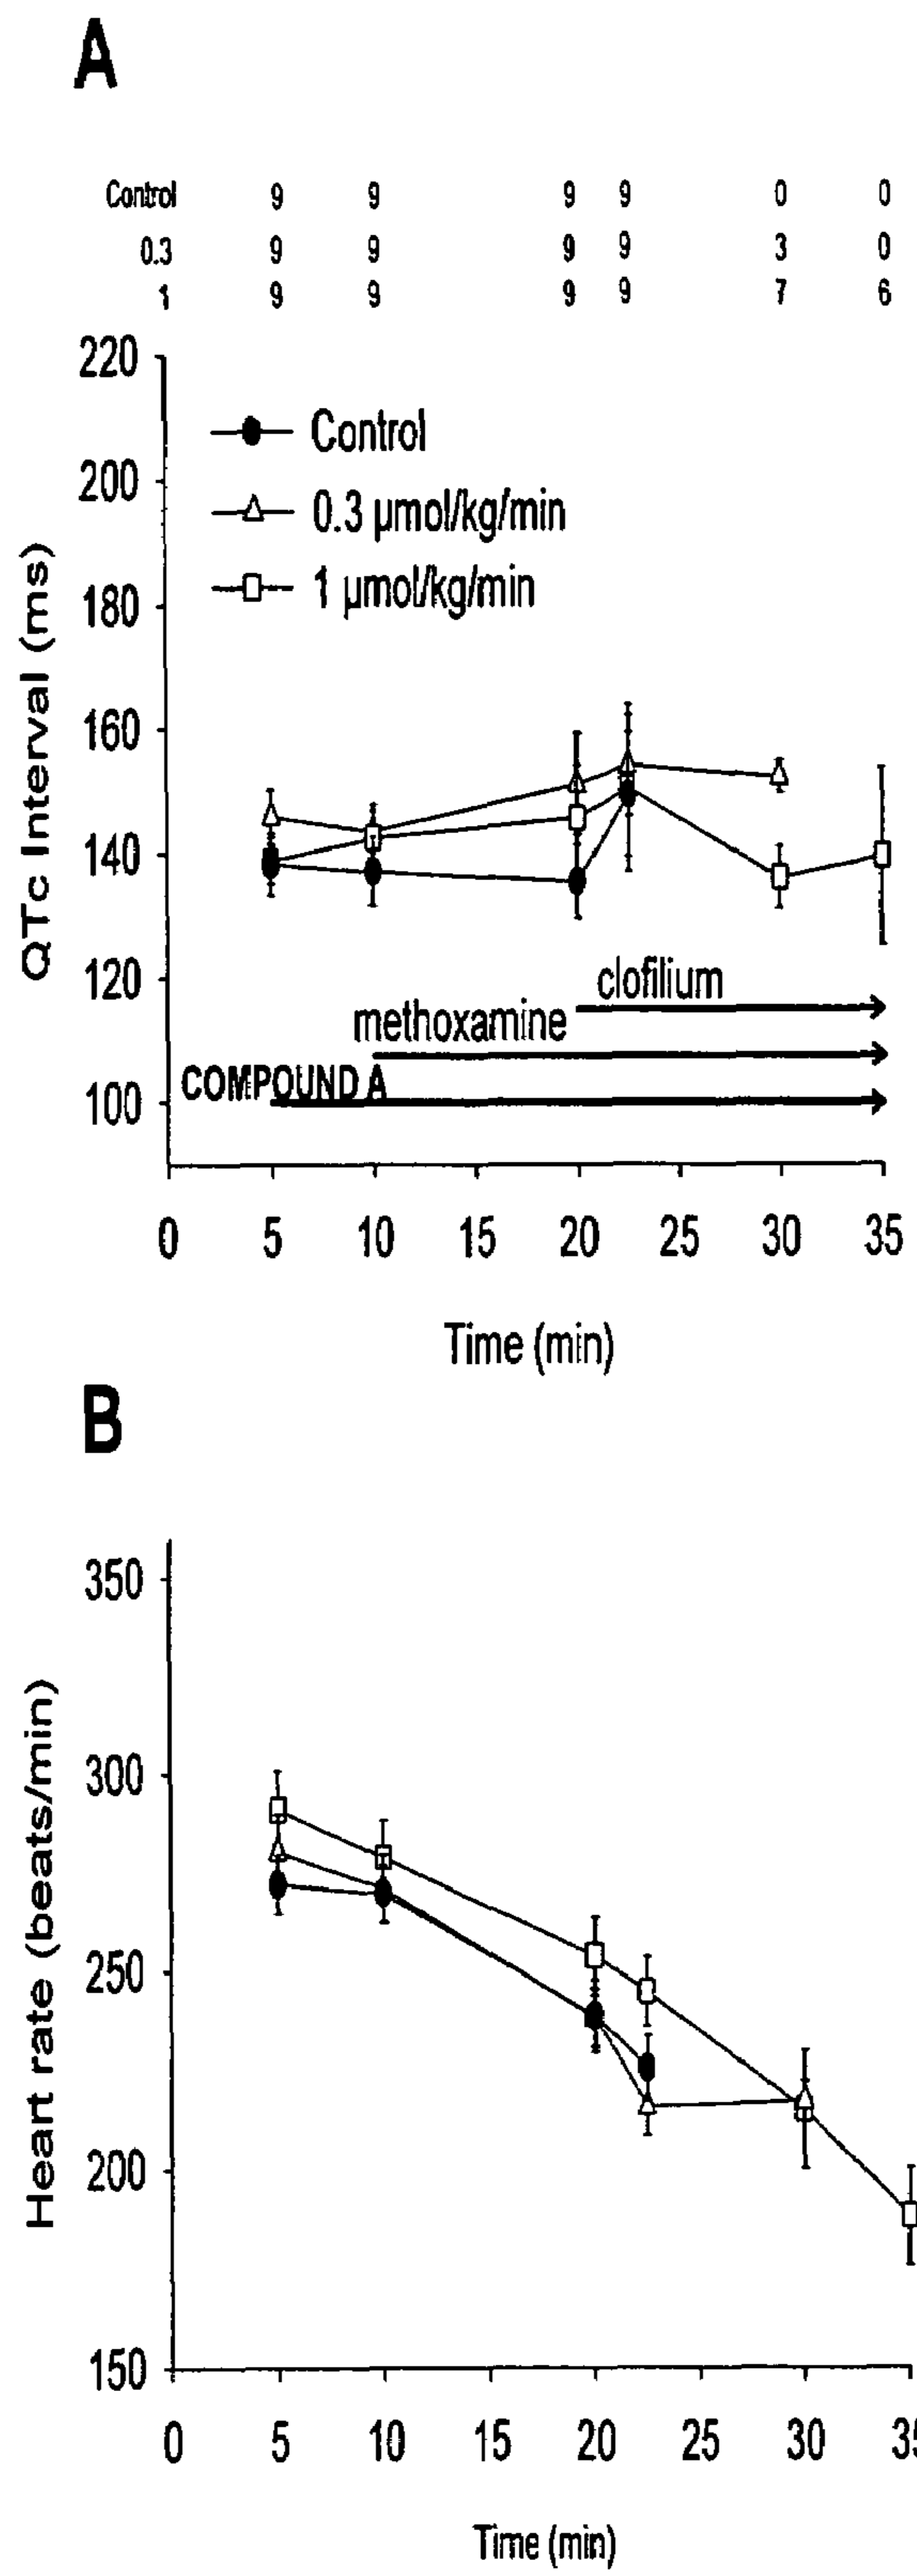 A
Control 9 9 9 9 0 0
0.3 9 9 9 9 3 0
1 9 9 9 9 7 6
220
Control
200
0.3 µmol/kg/min
1 µmol/kg/min
180
QTc Interval (ms)
160
140
120
clofilium
methoxamine
COMPOUND A
100
0 5 10 15 20 25 30 35
Time (min)
B
350
300
Heart rate (beats/min)
250
200
150
0 5 10 15 20 25 30
Time (min)